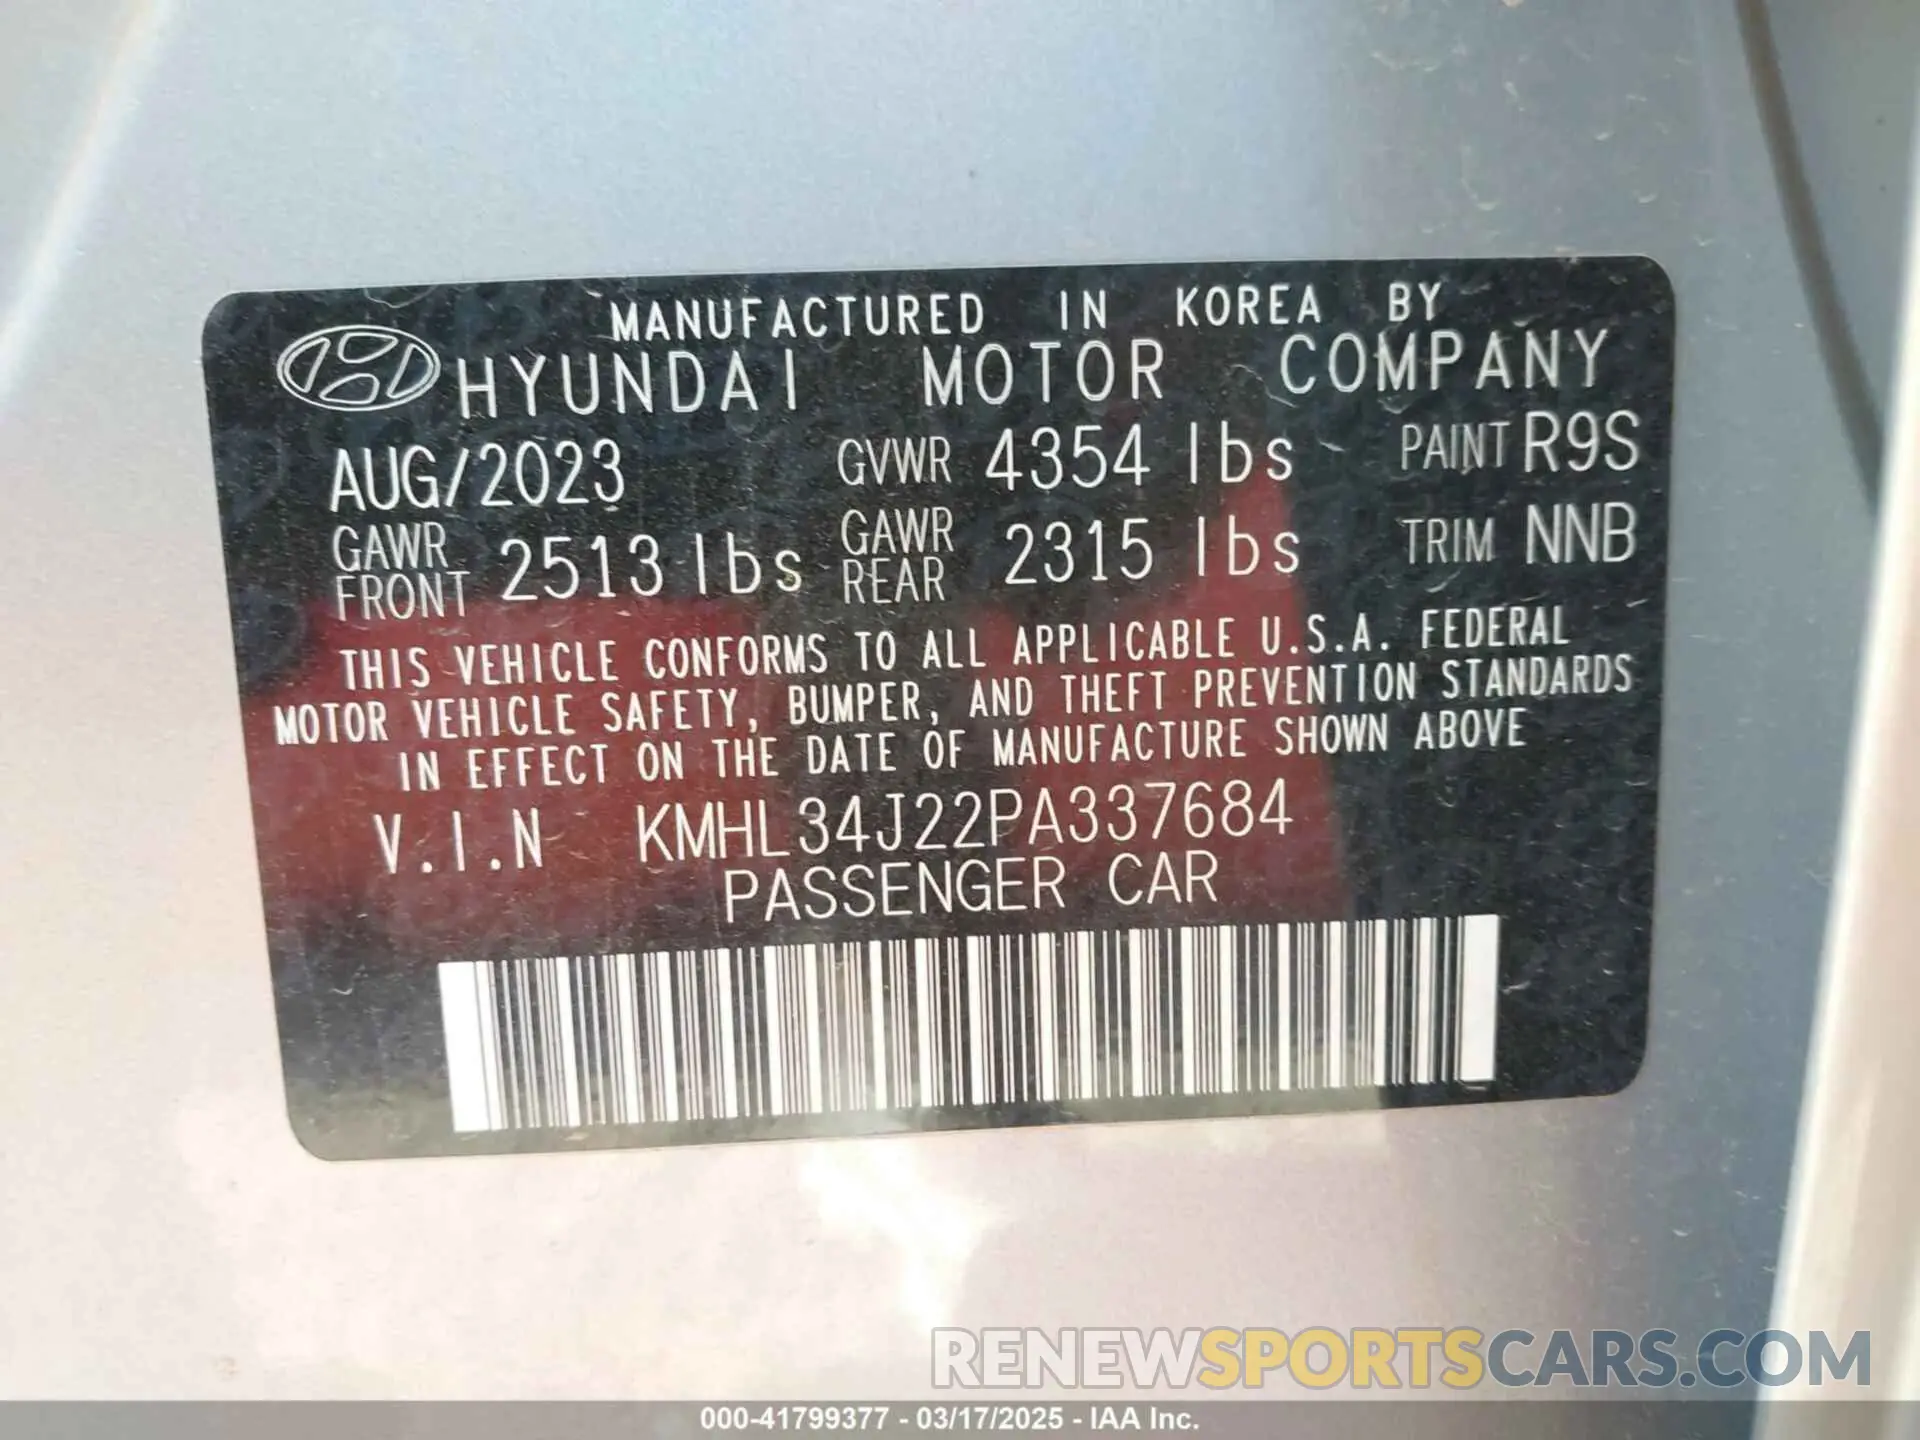 MANUFACTURED IN KOREA BY
HYUNDAI MOTOR COMPANY
AUG/2023 GVWR 4354 lbs PAINT R9S
GAWR FRONT 2513 lbs GAWR REAR 2315 lbs TRIM NNB
THIS VEHICLE CONFORMS TO ALL APPLICABLE U.S.A. FEDERAL
MOTOR VEHICLE SAFETY, BUMPER, AND THEFT PREVENTION STANDARDS
IN EFFECT ON THE DATE OF MANUFACTURE SHOWN ABOVE
V.I.N KMHL34J22PA337684
PASSENGER CAR
RENEWSPORTSCARS.COM
000-41799377 - 03/17/2025 - IAA Inc.